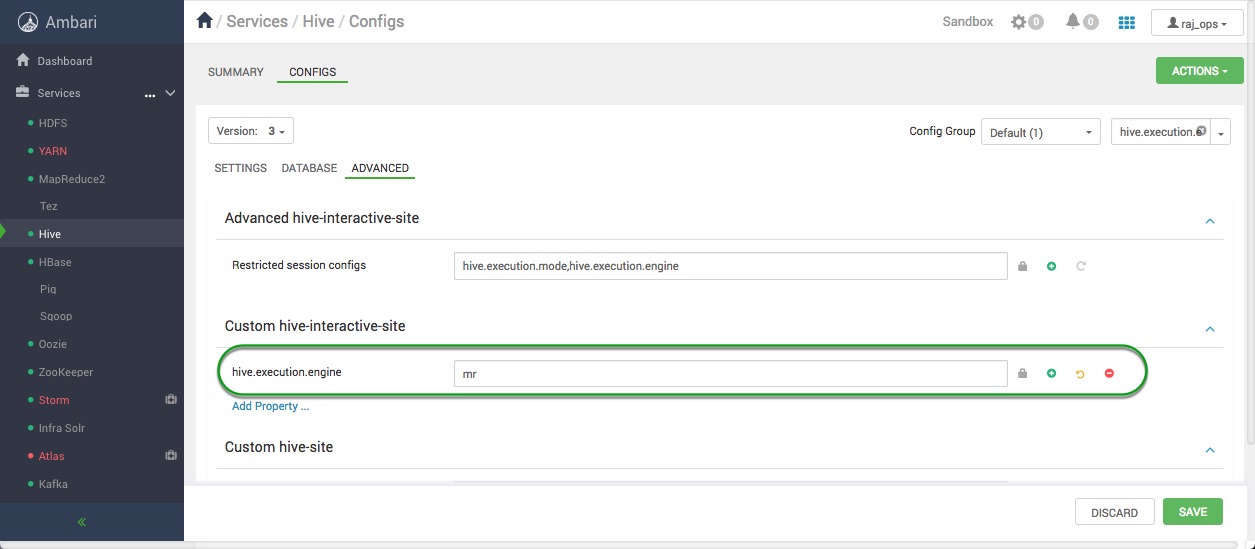 Ambari
/ Services / Hive / Configs
Sandbox 0 0 raj_ops
Dashboard
Services ...
HDFS
YARN
MapReduce2
Tez
Hive
HBase
Pig
Sqoop
Oozie
ZooKeeper
Storm
Infra Solr
Atlas
Kafka
«
SUMMARY CONFIGS
ACTIONS
Version: 3
Config Group Default (1) hive.execution.e
SETTINGS DATABASE ADVANCED
Advanced hive-interactive-site
Restricted session configs hive.execution.mode,hive.execution.engine
Custom hive-interactive-site
hive.execution.engine mr
Add Property ...
Custom hive-site
DISCARD SAVE